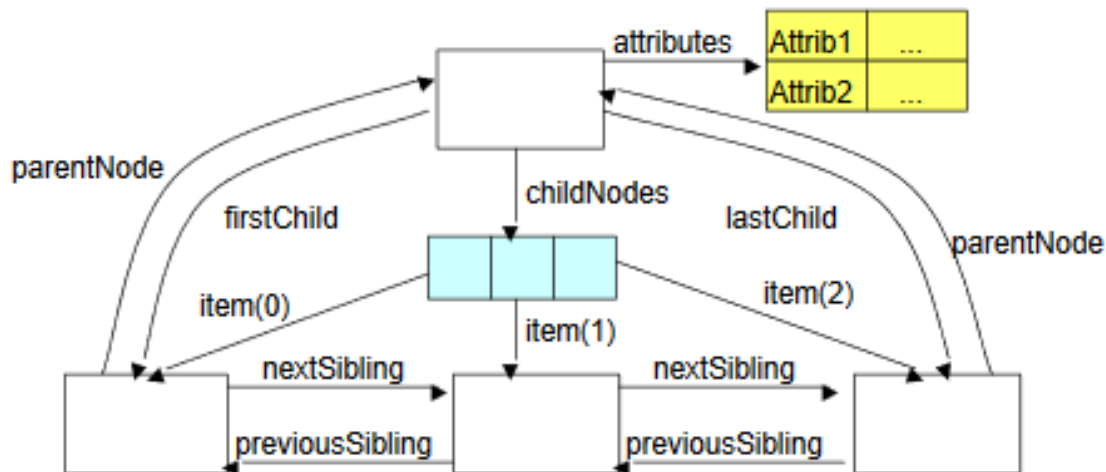 attributes
Attrib1 ...
Attrib2 ...
parentNode
childNodes
firstChild
lastChild
parentNode
item(0)
item(2)
item(1)
nextSibling
nextSibling
previousSibling
previousSibling